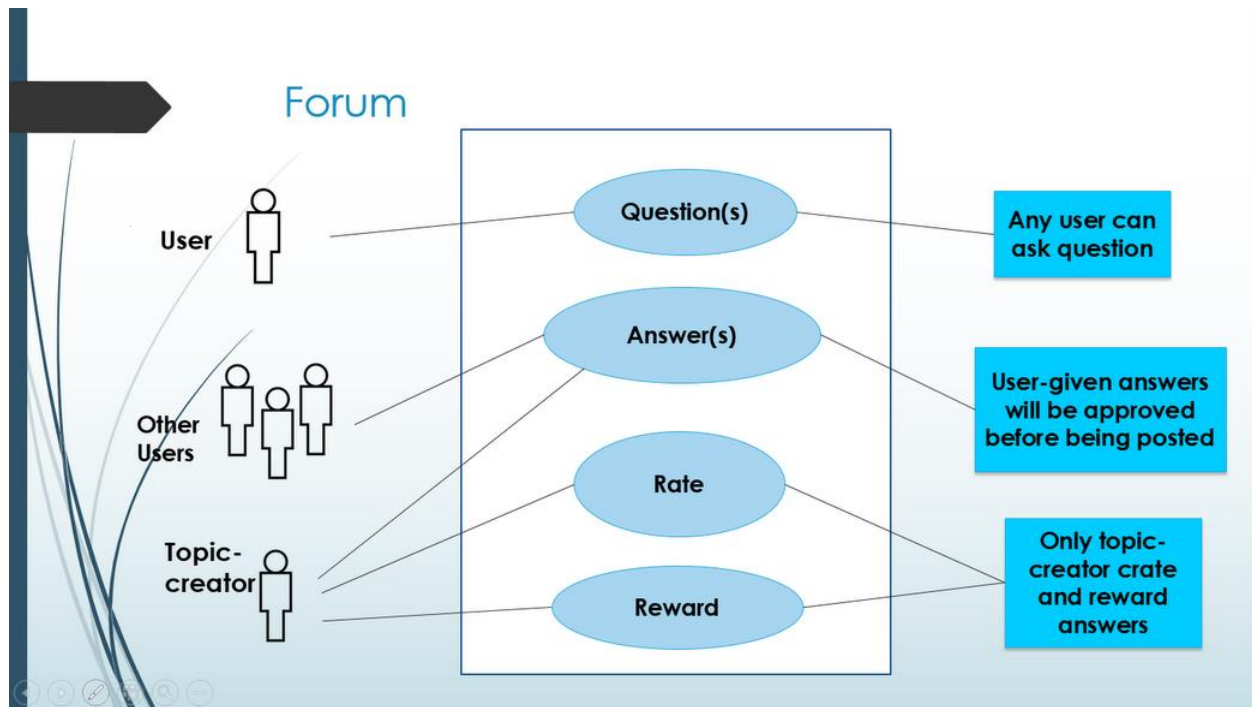 Forum
User
Question(s)
Any user can
ask question
Other
Users
Answer(s)
User-given answers
will be approved
before being posted
Topic-
creator
Rate
Reward
Only topic-
creator crate
and reward
answers